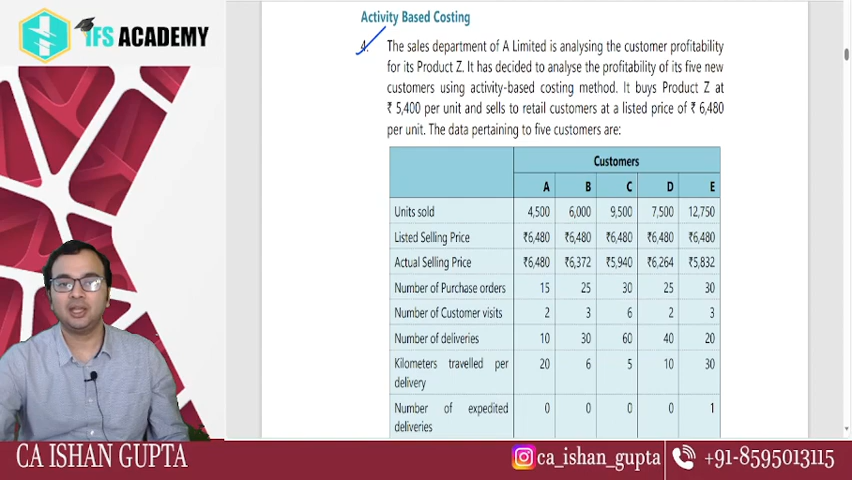 IFS ACADEMY
Activity Based Costing
4. The sales department of A Limited is analysing the customer profitability
for its Product Z. It has decided to analyse the profitability of its five new
customers using activity-based costing method. It buys Product Z at
₹ 5,400 per unit and sells to retail customers at a listed price of ₹ 6,480
per unit. The data pertaining to five customers are:
Customers
A B C D E
Units sold 4,500 6,000 9,500 7,500 12,750
Listed Selling Price ₹6,480 ₹6,480 ₹6,480 ₹6,480 ₹6,480
Actual Selling Price ₹6,480 ₹6,372 ₹5,940 ₹6,264 ₹5,832
Number of Purchase orders 15 25 30 25 30
Number of Customer visits 2 3 6 2 3
Number of deliveries 10 30 60 40 20
Kilometers travelled per 20 6 5 10 30
delivery
Number of expedited 0 0 0 0 1
deliveries
CA ISHAN GUPTA
ca_ishan_gupta
+91-8595013115